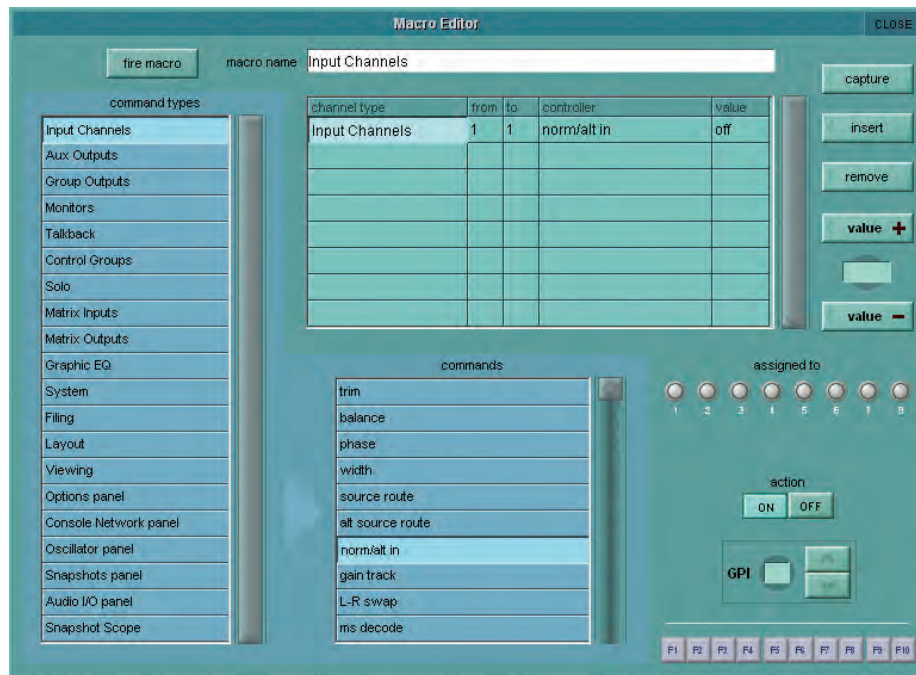 Macro Editor
CLOSE
fire macro
macro name
Input Channels
capture
command types
channel type from to controller value
Input Channels 1 1 norm/alt in off
insert
remove
value +
value −
Input Channels
Aux Outputs
Group Outputs
Monitors
Talkback
Control Groups
Solo
Matrix Inputs
Matrix Outputs
Graphic EQ
System
Filing
Layout
Viewing
Options panel
Console Network panel
Oscillator panel
Snapshots panel
Audio I/O panel
Snapshot Scope
commands
trim
balance
phase
width
source route
alt source route
norm/alt in
gain track
L-R swap
ms decode
assigned to
1 2 3 4 5 6 7 8
action
ON OFF
GPI
F1 F2 F3 F4 F5 F6 F7 F8 F9 F10